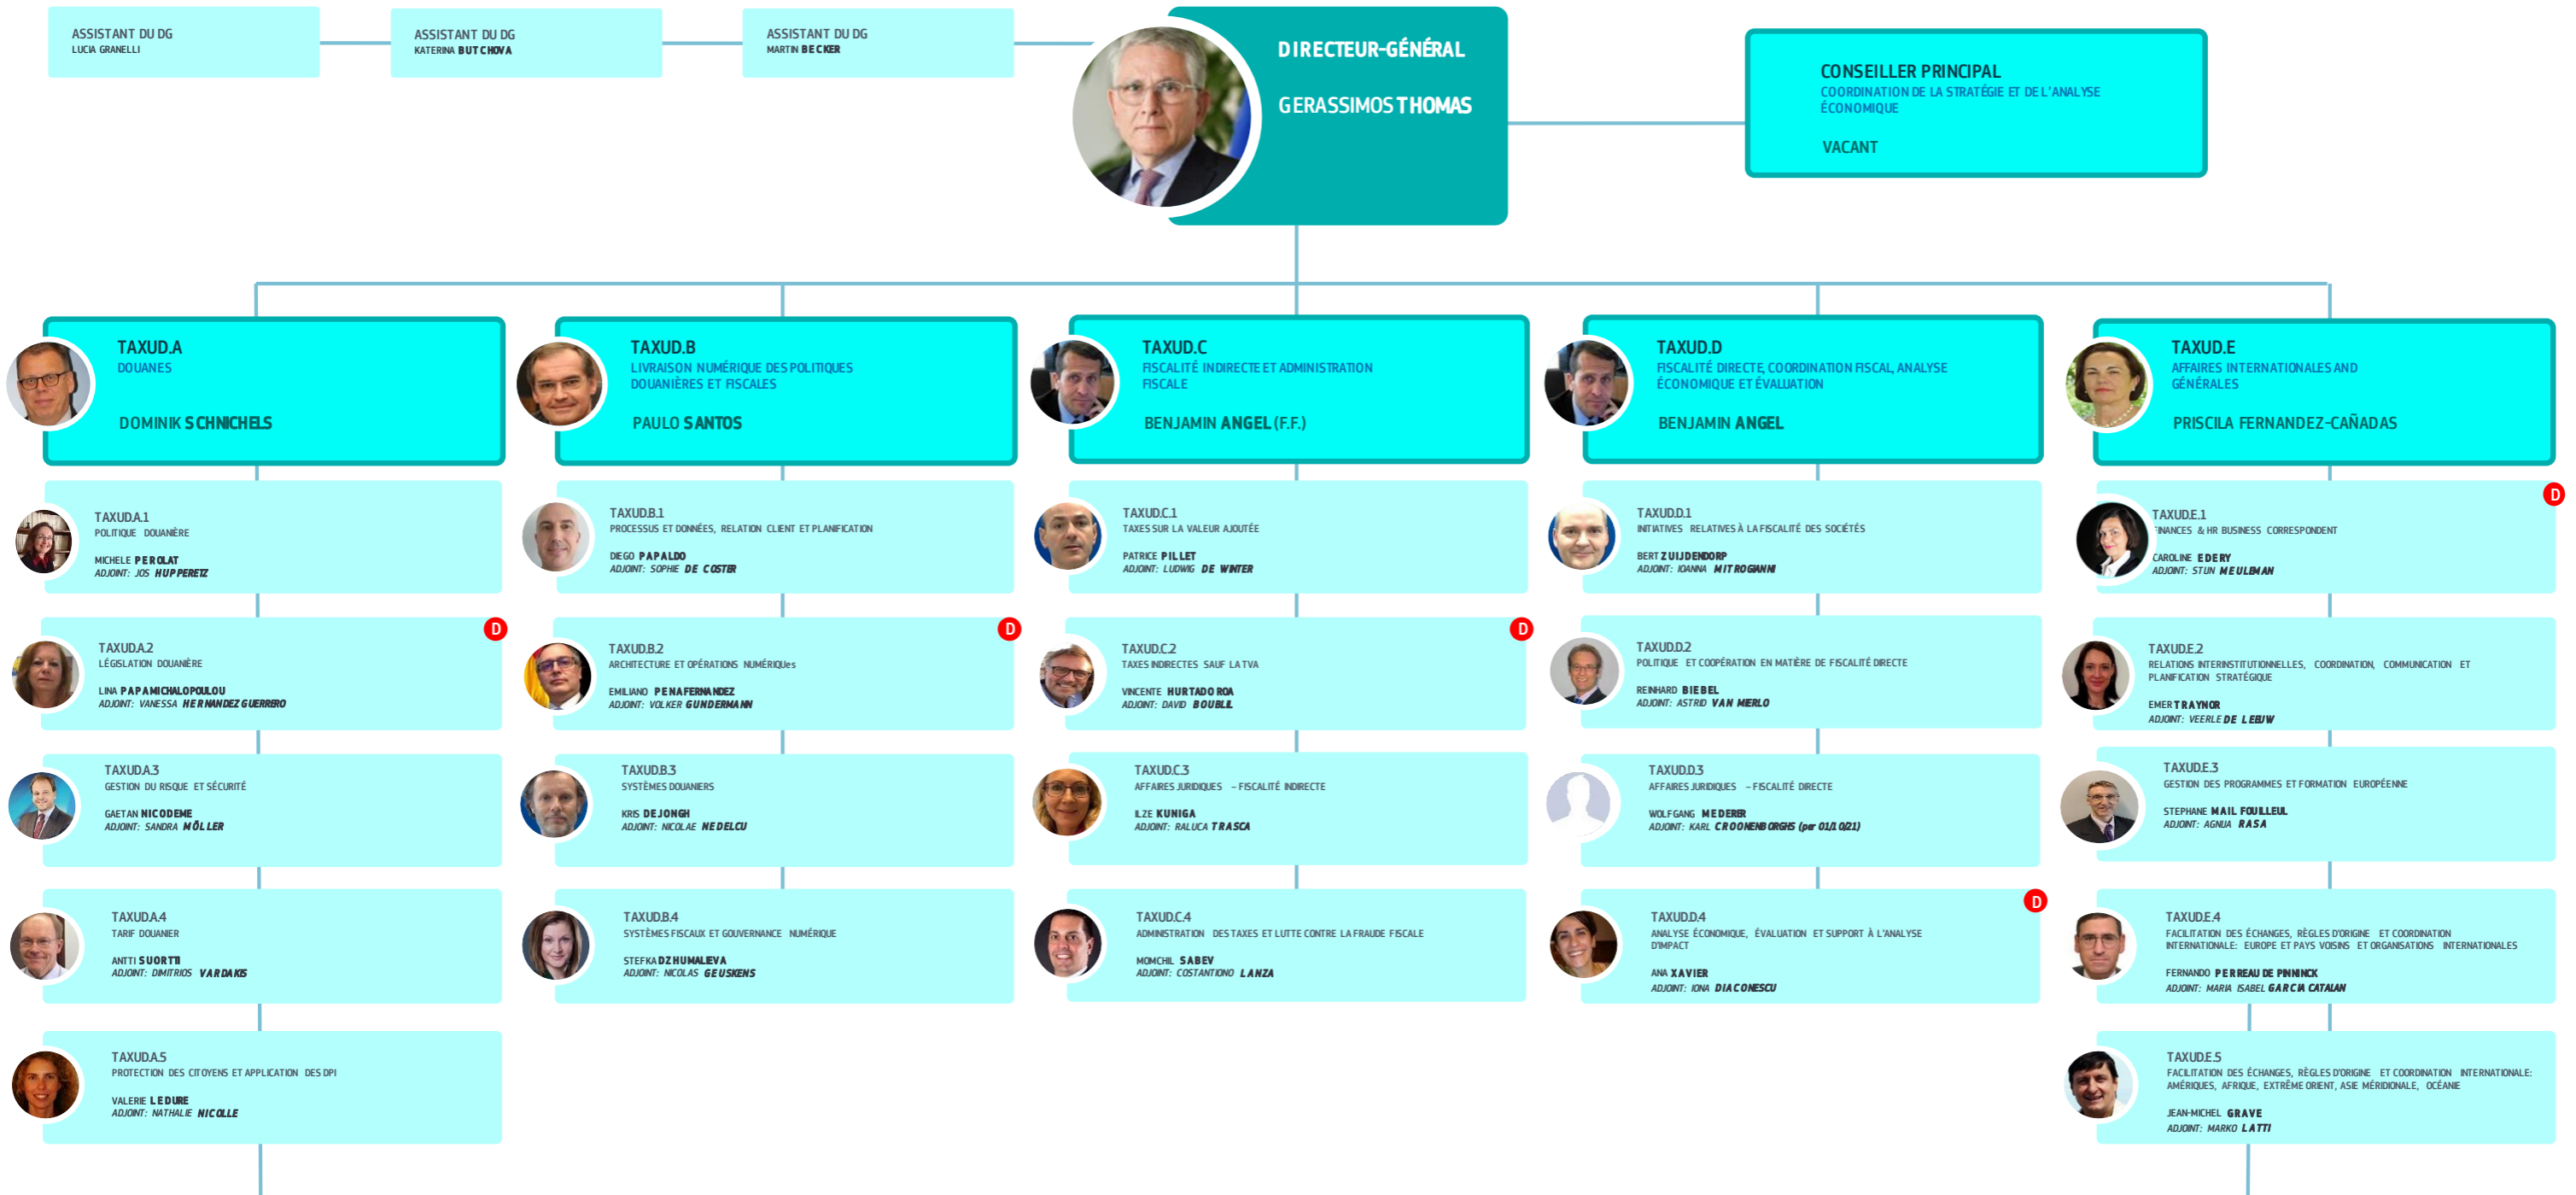 ASSISTANT DU DG
LUCIA GRANELLI
ASSISTANT DU DG
KATERINA BUTCHOVA
ASSISTANT DU DG
MARTIN BECKER
DIRECTEUR-GÉNÉRAL
GERASSIMOS THOMAS
CONSEILLER PRINCIPAL
COORDINATION DE LA STRATÉGIE ET DE L'ANALYSE
ÉCONOMIQUE
VACANT
TAXUD.A
DOUANES
DOMINIK SCHNICHELS
TAXUD.B
LIVRAISON NUMÉRIQUE DES POLITIQUES
DOUANIÈRES ET FISCALES
PAULO SANTOS
TAXUD.C
FISCALITÉ INDIRECTE ET ADMINISTRATION
FISCALE
BENJAMIN ANGEL (F.F.)
TAXUD.D
FISCALITÉ DIRECTE, COORDINATION FISCAL, ANALYSE
ÉCONOMIQUE ET ÉVALUATION
BENJAMIN ANGEL
TAXUD.E
AFFAIRES INTERNATIONALES AND
GÉNÉRALES
PRISCILA FERNANDEZ-CAÑADAS
TAXUD.A.1
POLITIQUE DOUANIÈRE
MICHELE PEROLAT
ADJOINT: JOS HUPPERETZ
TAXUD.B.1
PROCESSUS ET DONNÉES, RELATION CLIENT ET PLANIFICATION
DIEGO PAPALDO
ADJOINT: SOPHIE DE COSTER
TAXUD.C.1
TAXES SUR LA VALEUR AJOUTÉE
PATRICE PILLET
ADJOINT: LUDWIG DE WINTER
TAXUD.D.1
INITIATIVES RELATIVES À LA FISCALITÉ DES SOCIÉTÉS
BERT ZUIJDENDORP
ADJOINT: IOANNA MITROGIANNI
D
TAXUD.E.1
FINANCES & HR BUSINESS CORRESPONDENT
CAROLINE EDERY
ADJOINT: STIJN MEULEMAN
D
TAXUD.A.2
LÉGISLATION DOUANIÈRE
LINA PAPAMICHALOPOULOU
ADJOINT: VANESSA HERNANDEZ GUERRERO
D
TAXUD.B.2
ARCHITECTURE ET OPÉRATIONS NUMÉRIQUes
EMILIANO PENA FERNANDEZ
ADJOINT: VOLKER GUNDERMANN
D
TAXUD.C.2
TAXES INDIRECTES SAUF LA TVA
VINCENTE HURTADO ROA
ADJOINT: DAVID BOUBLIL
TAXUD.D.2
POLITIQUE ET COOPÉRATION EN MATIÈRE DE FISCALITÉ DIRECTE
REINHARD BIEBEL
ADJOINT: ASTRID VAN MIERLO
TAXUD.E.2
RELATIONS INTERINSTITUTIONNELLES, COORDINATION, COMMUNICATION ET
PLANIFICATION STRATÉGIQUE
EMER TRAYNOR
ADJOINT: VEERLE DE LEEUW
TAXUD.A.3
GESTION DU RISQUE ET SÉCURITÉ
GAETAN NICODEME
ADJOINT: SANDRA MÖLLER
TAXUD.B.3
SYSTÈMES DOUANIERS
KRIS DE JONGH
ADJOINT: NICOLAE NEDELCU
TAXUD.C.3
AFFAIRES JURIDIQUES – FISCALITÉ INDIRECTE
ILZE KUNIGA
ADJOINT: RALUCA TRASCA
TAXUD.D.3
AFFAIRES JURIDIQUES – FISCALITÉ DIRECTE
WOLFGANG MEDERER
ADJOINT: KARL CROONENBORGHS (per 01/10/21)
TAXUD.E.3
GESTION DES PROGRAMMES ET FORMATION EUROPÉENNE
STEPHANE MAIL FOUILLEUL
ADJOINT: AGNIJA RASA
TAXUD.A.4
TARIF DOUANIER
ANTTI SUORTTI
ADJOINT: DIMITRIOS VARDAKIS
TAXUD.B.4
SYSTÈMES FISCAUX ET GOUVERNANCE NUMÉRIQUE
STEFKA DZHUMALIEVA
ADJOINT: NICOLAS GEUSKENS
TAXUD.C.4
ADMINISTRATION DES TAXES ET LUTTE CONTRE LA FRAUDE FISCALE
MOMCHIL SABEV
ADJOINT: COSTANTIONO LANZA
D
TAXUD.D.4
ANALYSE ÉCONOMIQUE, ÉVALUATION ET SUPPORT À L'ANALYSE
D'IMPACT
ANA XAVIER
ADJOINT: IONA DIACONESCU
TAXUD.E.4
FACILITATION DES ÉCHANGES, RÈGLES D'ORIGINE ET COORDINATION
INTERNATIONALE: EUROPE ET PAYS VOISINS ET ORGANISATIONS INTERNATIONALES
FERNANDO PERREAU DE PINNINCK
ADJOINT: MARIA ISABEL GARCIA CATALAN
TAXUD.A.5
PROTECTION DES CITOYENS ET APPLICATION DES DPI
VALERIE LEDURE
ADJOINT: NATHALIE NICOLLE
TAXUD.E.5
FACILITATION DES ÉCHANGES, RÈGLES D'ORIGINE ET COORDINATION INTERNATIONALE:
AMÉRIQUES, AFRIQUE, EXTRÊME ORIENT, ASIE MÉRIDIONALE, OCÉANIE
JEAN-MICHEL GRAVE
ADJOINT: MARKO LATTI